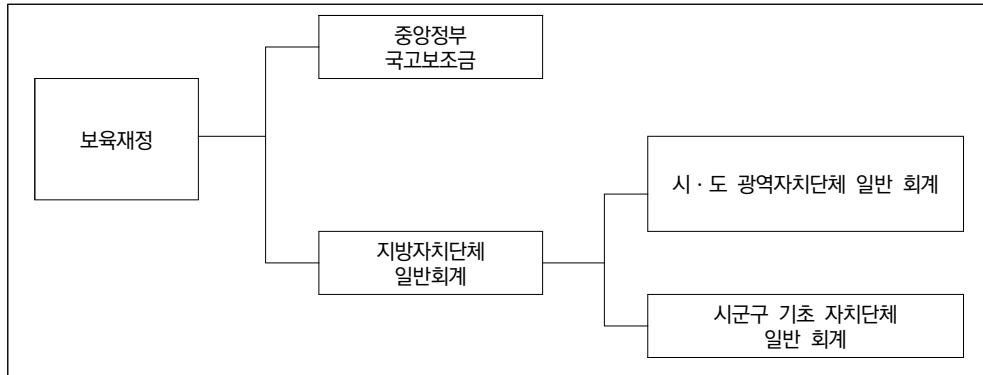 중앙정부
국고보조금
보육재정
시·도 광역자치단체 일반 회계
지방자치단체
일반회계
시군구 기초 자치단체
일반 회계